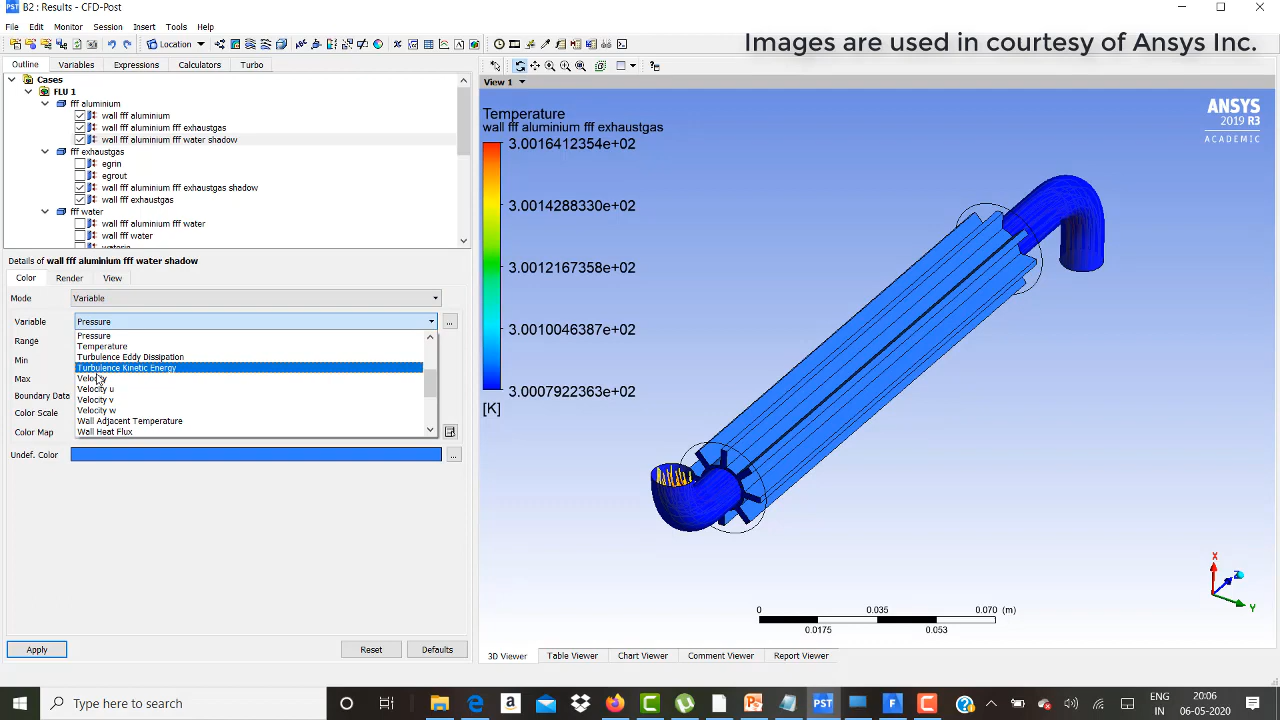 B2 : Results - CFD-Post
File Edit Monitor Session Insert Tools Help
Location
Images are used in courtesy of Ansys Inc.
Outline Variables Expressions Calculators Turbo
Cases
FLU 1
fff aluminium
wall fff aluminium
wall fff aluminium fff exhaustgas
wall fff aluminium fff water shadow
fff exhaustgas
egrin
egrout
wall fff aluminium fff exhaustgas shadow
wall fff exhaustgas
fff water
wall fff aluminium fff water
wall fff water
waterin
Details of wall fff aluminium fff water shadow
Color Render View
Mode Variable
Variable Pressure ...
Range
Min
Max
Boundary Data
Color Scale
Color Map
Undef. Color ...
Pressure
Temperature
Turbulence Eddy Dissipation
Turbulence Kinetic Energy
Velocity
Velocity u
Velocity v
Velocity w
Wall Adjacent Temperature
Wall Heat Flux
Apply Reset Defaults
View 1
Temperature
wall fff aluminium fff exhaustgas
3.0016412354e+02
3.0014288330e+02
3.0012167358e+02
3.0010046387e+02
3.0007922363e+02
[K]
ANSYS
2019 R3
ACADEMIC
X
Z
Y
0 0.035 0.070 (m)
0.0175 0.053
3D Viewer Table Viewer Chart Viewer Comment Viewer Report Viewer
Type here to search
PST
ENG
IN
20:06
06-05-2020